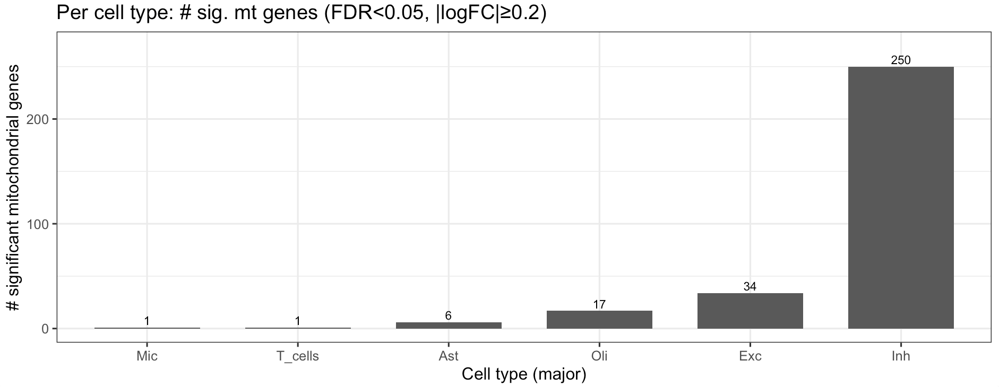 Per cell type: # sig. mt genes (FDR<0.05, |logFC|≥0.2)
# significant mitochondrial genes
200
100
0
1
1
6
17
34
250
Mic
T_cells
Ast
Oli
Exc
Inh
Cell type (major)